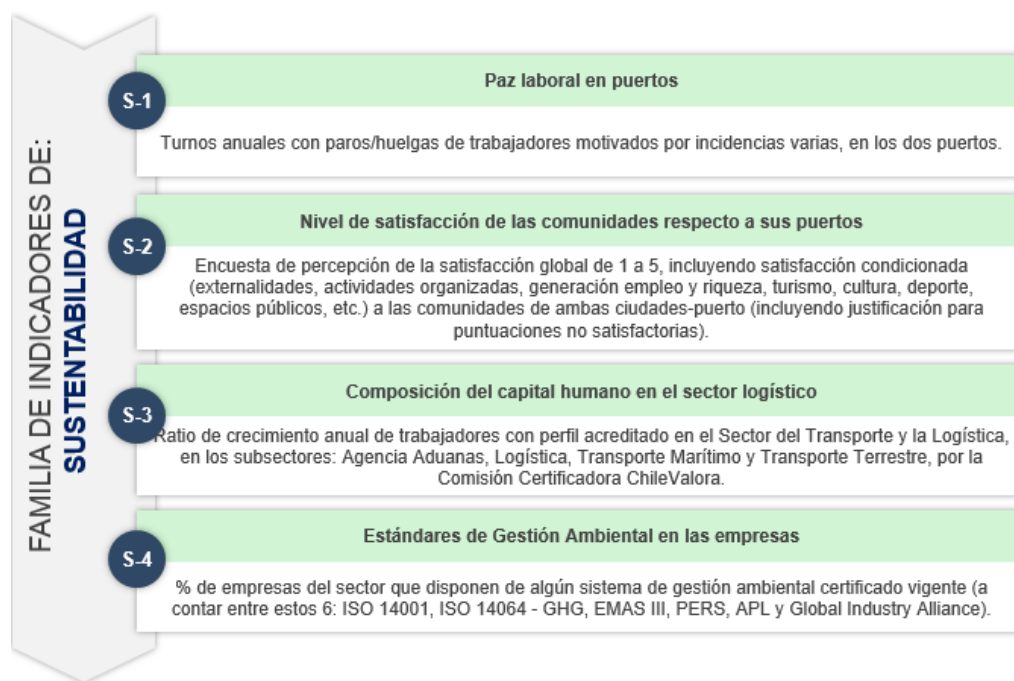 FAMILIA DE INDICADORES DE:
SUSTENTABILIDAD
S-1
Paz laboral en puertos
Turnos anuales con paros/huelgas de trabajadores motivados por incidencias varias, en los dos puertos.
S-2
Nivel de satisfacción de las comunidades respecto a sus puertos
Encuesta de percepción de la satisfacción global de 1 a 5, incluyendo satisfacción condicionada
(externalidades, actividades organizadas, generación empleo y riqueza, turismo, cultura, deporte,
espacios públicos, etc.) a las comunidades de ambas ciudades-puerto (incluyendo justificación para
puntuaciones no satisfactorias).
S-3
Composición del capital humano en el sector logístico
Ratio de crecimiento anual de trabajadores con perfil acreditado en el Sector del Transporte y la Logística,
en los subsectores: Agencia Aduanas, Logística, Transporte Marítimo y Transporte Terrestre, por la
Comisión Certificadora ChileValora.
S-4
Estándares de Gestión Ambiental en las empresas
% de empresas del sector que disponen de algún sistema de gestión ambiental certificado vigente (a
contar entre estos 6: ISO 14001, ISO 14064 - GHG, EMAS III, PERS, APL y Global Industry Alliance).